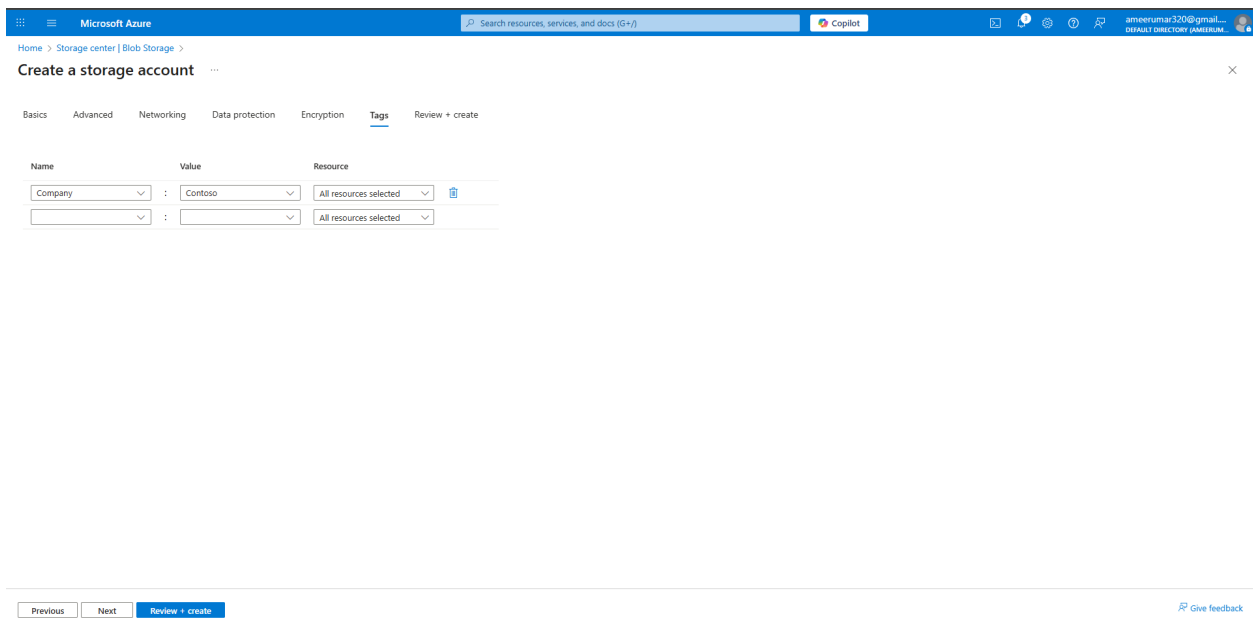 Microsoft Azure
Search resources, services, and docs (G+/)
Copilot
1
ameerumar320@gmail....
DEFAULT DIRECTORY (AMEERUM...
Home > Storage center | Blob Storage >
Create a storage account ...
Basics Advanced Networking Data protection Encryption Tags Review + create
Name Value Resource
Company : Contoso All resources selected
: All resources selected
Previous Next Review + create
Give feedback